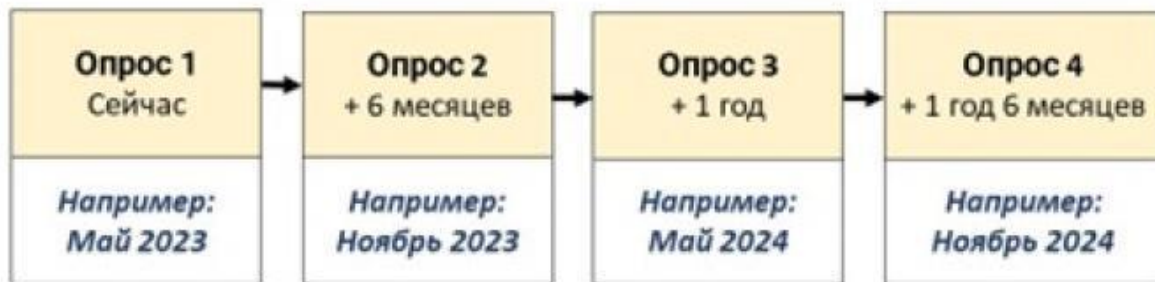 Опрос 1
Сейчас
Например:
Май 2023
Опрос 2
+ 6 месяцев
Например:
Ноябрь 2023
Опрос 3
+ 1 год
Например:
Май 2024
Опрос 4
+ 1 год 6 месяцев
Например:
Ноябрь 2024